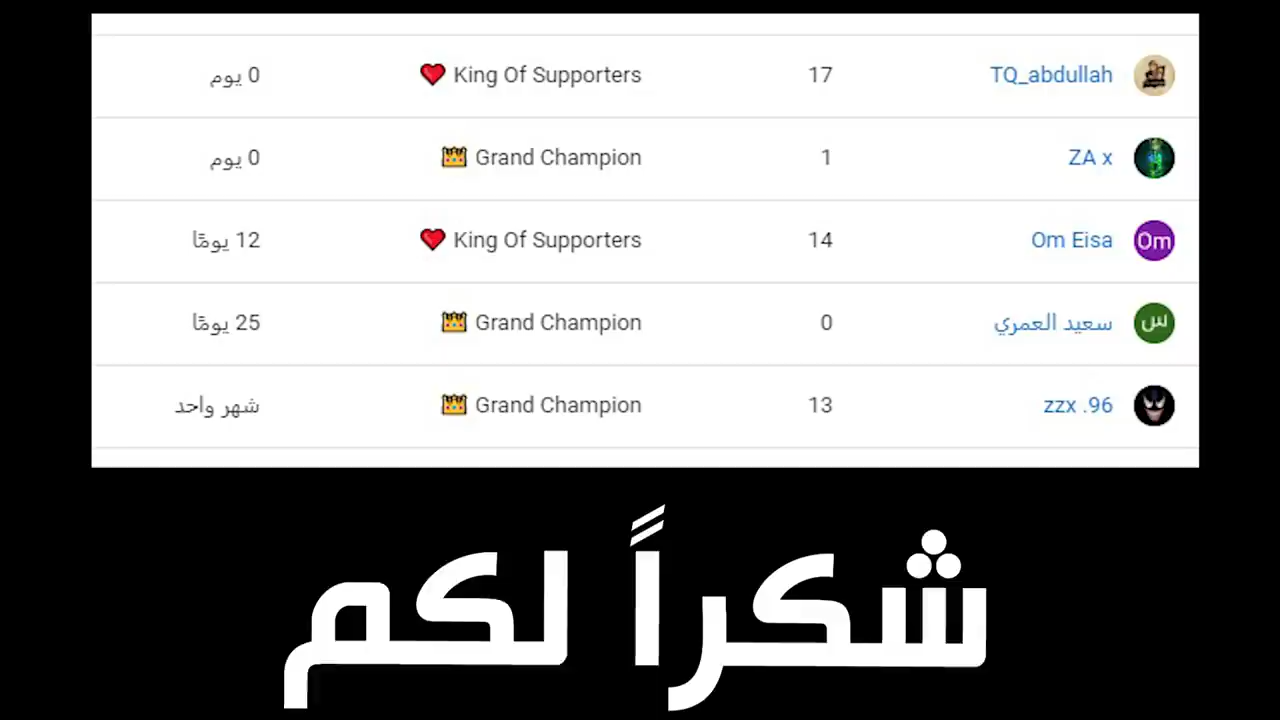 TQ_abdullah 17 King Of Supporters 0 يوم
ZA x 1 Grand Champion 0 يوم
Om Om Eisa 14 King Of Supporters 12 يومًا
س سعيد العمري 0 Grand Champion 25 يومًا
zzx .96 13 Grand Champion شهر واحد
شكراً لكم